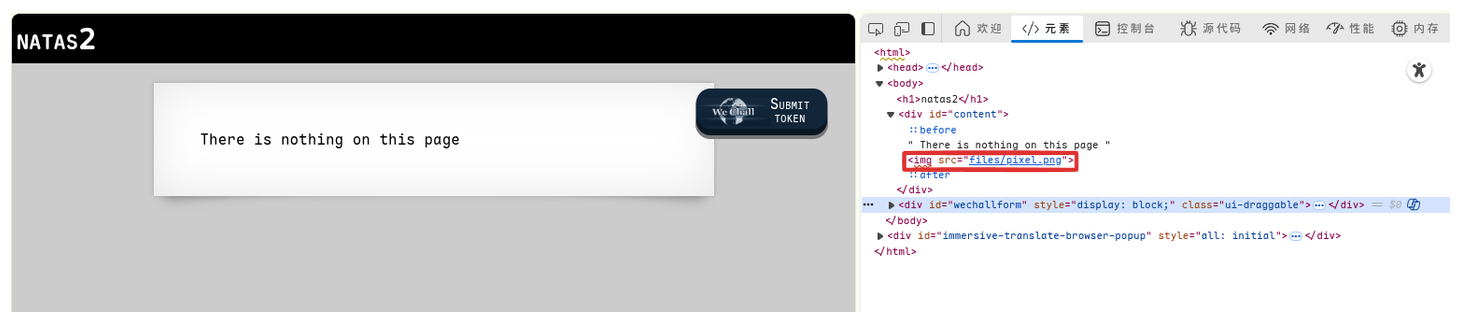 NATAS2
There is nothing on this page
We Chall
SUBMIT
TOKEN
欢迎
</> 元素
控制台
源代码
网络
性能
内存
<html>
<head> ••• </head>
<body>
<h1>natas2</h1>
<div id="content">
::before
" There is nothing on this page "
<img src="files/pixel.png">
::after
</div>
••• <div id="wechallform" style="display: block;" class="ui-draggable"> ••• </div> == $0
</body>
<div id="immersive-translate-browser-popup" style="all: initial"> ••• </div>
</html>